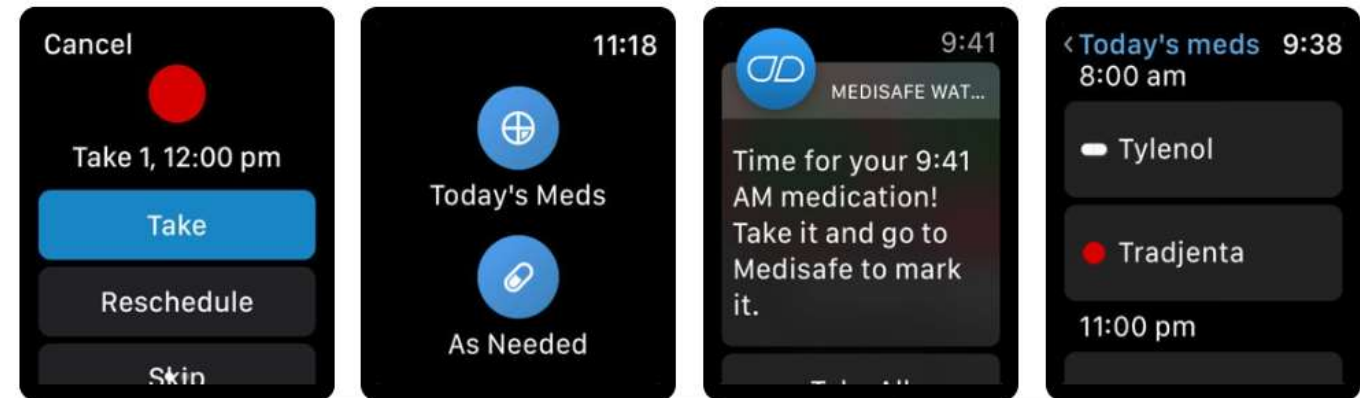 Cancel
Take 1, 12:00 pm
Take
Reschedule
Skip
11:18
Today's Meds
As Needed
9:41
MEDISAFE WAT...
Time for your 9:41
AM medication!
Take it and go to
Medisafe to mark
it.
<Today's meds 9:38
8:00 am
Tylenol
Tradjenta
11:00 pm